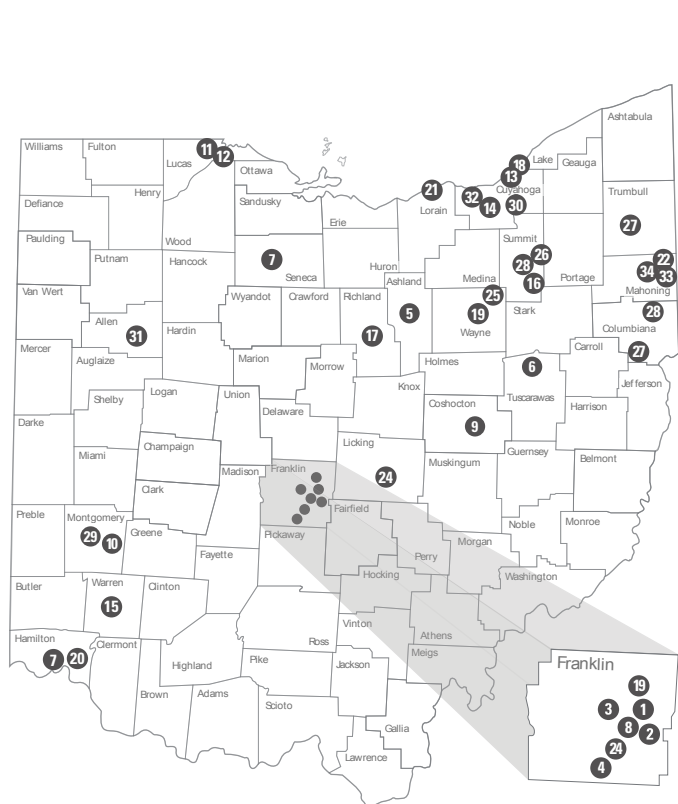 Ashtabula
Williams
Fulton
11
12
Lucas
Ottawa
18
Lake
Geauga
13
Henry
Defiance
Sandusky
21
32
Cuyahoga
14
30
Lorain
Trumbull
27
Erie
Paulding
Wood
Summit
Putnam
Hancock
7
Seneca
Huron
26
28
22
34
33
Ashland
Medina
16
Portage
Mahoning
Van Wert
Wyandot
Crawford
Richland
25
Stark
5
19
28
Allen
31
Hardin
17
Wayne
Columbiana
Mercer
Auglaize
Marion
Morrow
Holmes
Carroll
27
6
Knox
Jefferson
Logan
Union
Shelby
Tuscarawas
Coshocton
Harrison
Delaware
Darke
9
Champaign
Licking
Miami
Guernsey
Belmont
Madison
Franklin
Muskingum
24
Clark
Preble
Montgomery
Fairfield
29
10
Greene
Noble
Monroe
Pickaway
Morgan
Fayette
Perry
Hocking
Washington
Butler
Warren
Clinton
15
Vinton
Hamilton
Clermont
Ross
Athens
7
20
Highland
Pike
Jackson
Meigs
Franklin
Brown
Adams
Scioto
19
3
1
Gallia
8
2
24
Lawrence
4